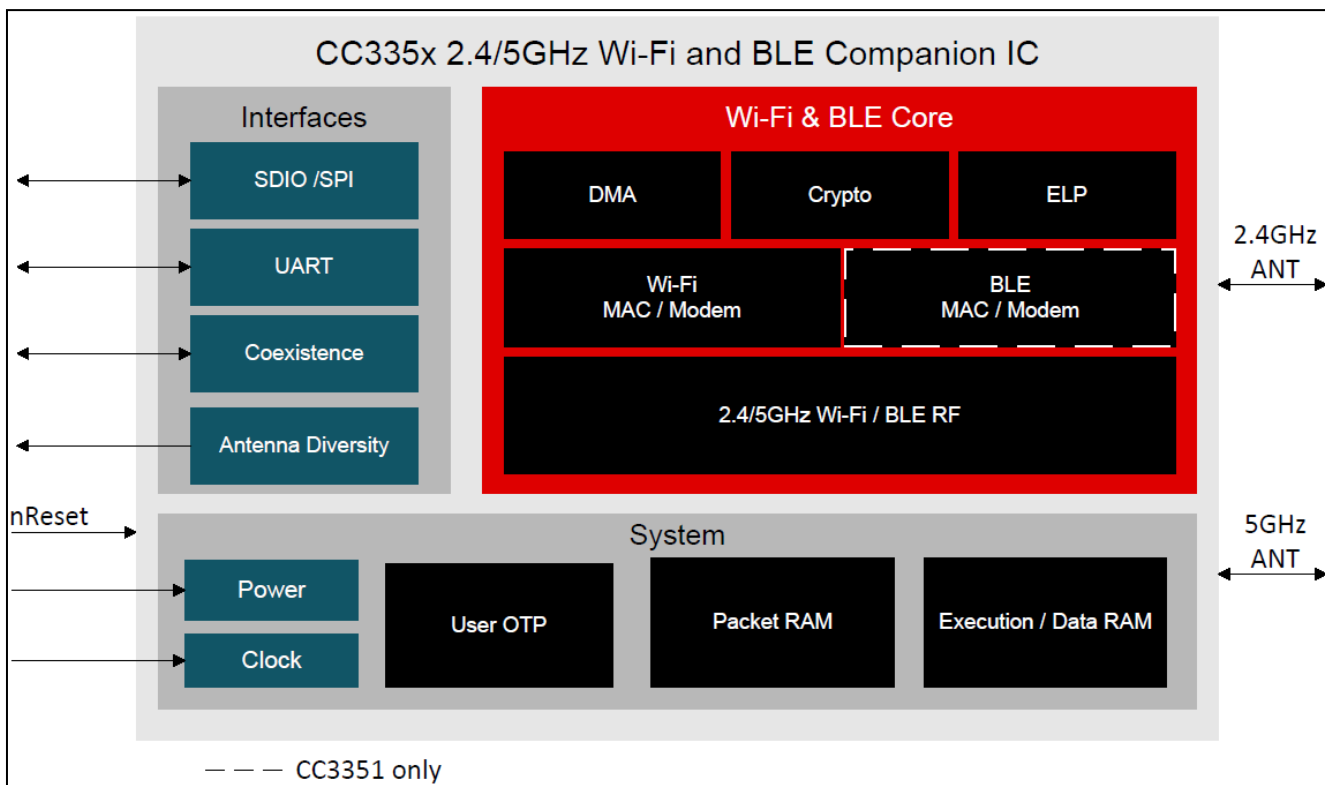 CC335x 2.4/5GHz Wi-Fi and BLE Companion IC
Interfaces
SDIO /SPI
UART
Coexistence
Antenna Diversity
Wi-Fi & BLE Core
DMA
Crypto
ELP
Wi-Fi
MAC / Modem
BLE
MAC / Modem
2.4/5GHz Wi-Fi / BLE RF
2.4GHz
ANT
nReset
System
Power
Clock
User OTP
Packet RAM
Execution / Data RAM
5GHz
ANT
CC3351 only